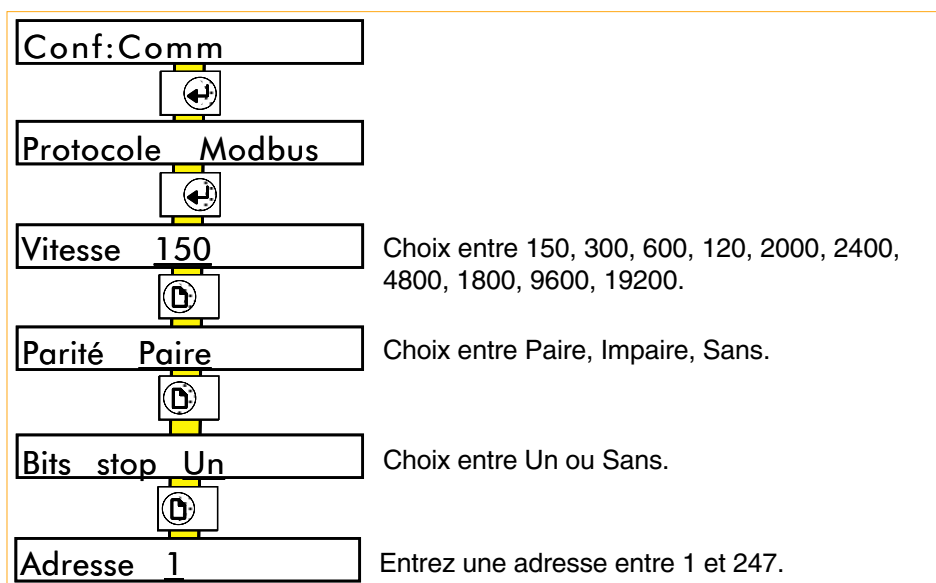 Conf:Comm
Protocole Modbus
Vitesse 150
Choix entre 150, 300, 600, 120, 2000, 2400,
4800, 1800, 9600, 19200.
Parité Paire
Choix entre Paire, Impaire, Sans.
Bits stop Un
Choix entre Un ou Sans.
Adresse 1
Entrez une adresse entre 1 et 247.